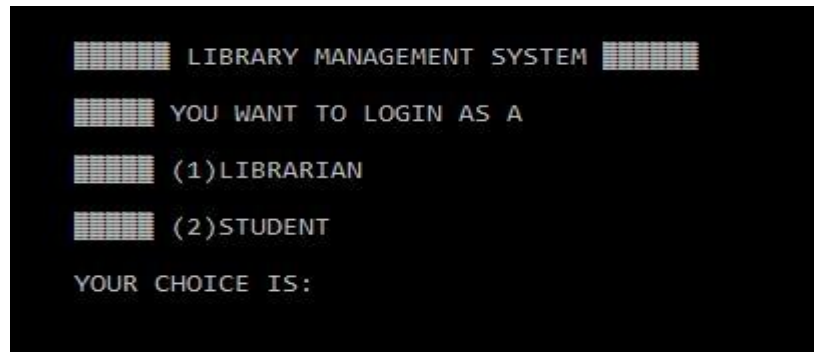 ▓▓▓▓▓▓ LIBRARY MANAGEMENT SYSTEM ▓▓▓▓▓▓
▓▓▓▓▓ YOU WANT TO LOGIN AS A
▓▓▓▓▓ (1)LIBRARIAN
▓▓▓▓▓ (2)STUDENT
YOUR CHOICE IS: